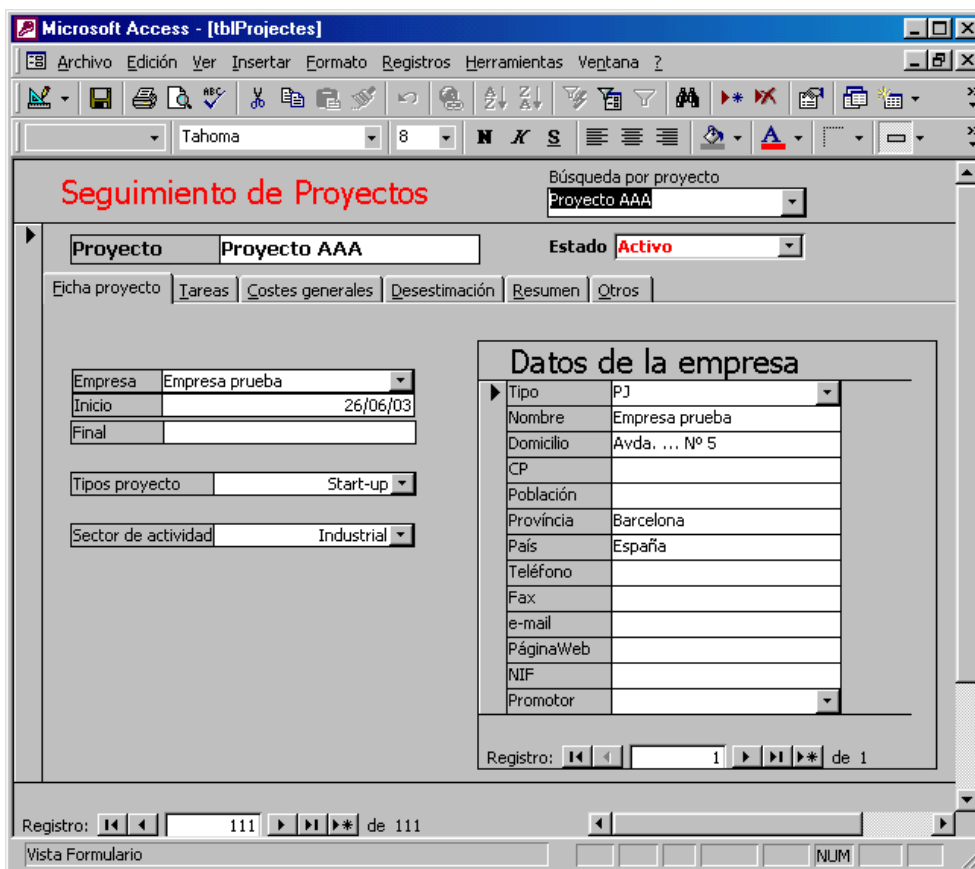 Microsoft Access - [tblProjectes]
Archivo Edición Ver Insertar Formato Registros Herramientas Ventana ?
Tahoma 8 N K S A
Seguimiento de Proyectos
Búsqueda por proyecto
Proyecto AAA
Proyecto Proyecto AAA
Estado Activo
Ficha proyecto Tareas Costes generales Desestimación Resumen Otros
Empresa Empresa prueba
Inicio 26/06/03
Final
Tipos proyecto Start-up
Sector de actividad Industrial
Datos de la empresa
Tipo PJ
Nombre Empresa prueba
Domicilio Avda. ... Nº 5
CP
Población
Província Barcelona
País España
Teléfono
Fax
e-mail
PáginaWeb
NIF
Promotor
Registro: 1 de 1
Registro: 111 de 111
Vista Formulario NUM